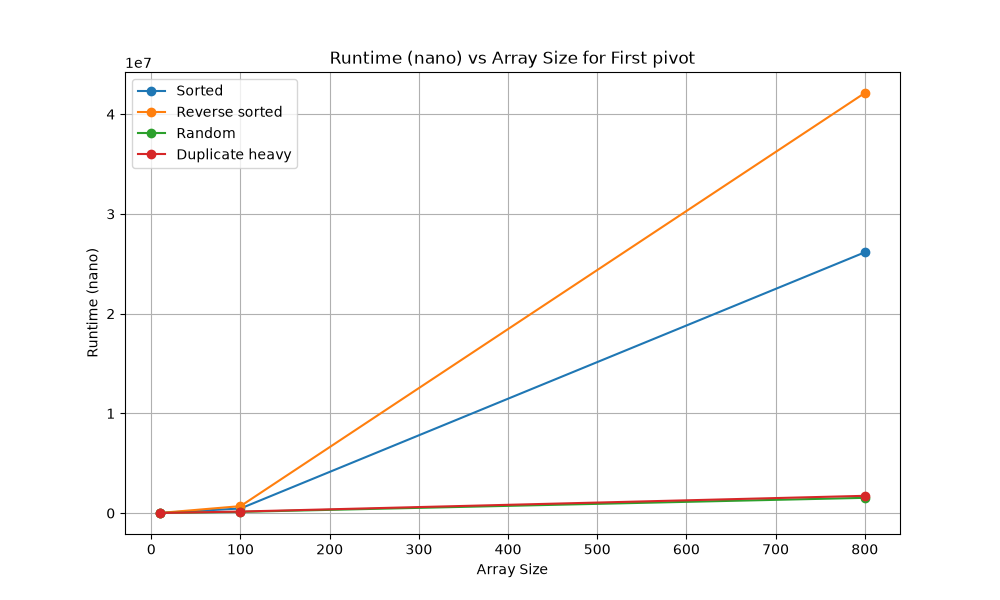 Runtime (nano) vs Array Size for First pivot
1e7
Sorted
Reverse sorted
Random
Duplicate heavy
4
3
2
1
0
Runtime (nano)
0 100 200 300 400 500 600 700 800
Array Size